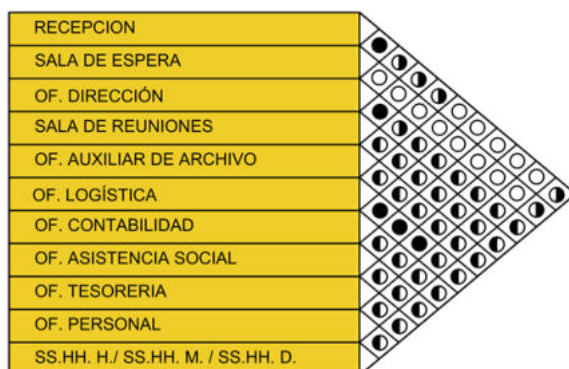 RECEPCION
SALA DE ESPERA
OF. DIRECCIÓN
SALA DE REUNIONES
OF. AUXILIAR DE ARCHIVO
OF. LOGÍSTICA
OF. CONTABILIDAD
OF. ASISTENCIA SOCIAL
OF. TESORERIA
OF. PERSONAL
SS.HH. H./ SS.HH. M. / SS.HH. D.